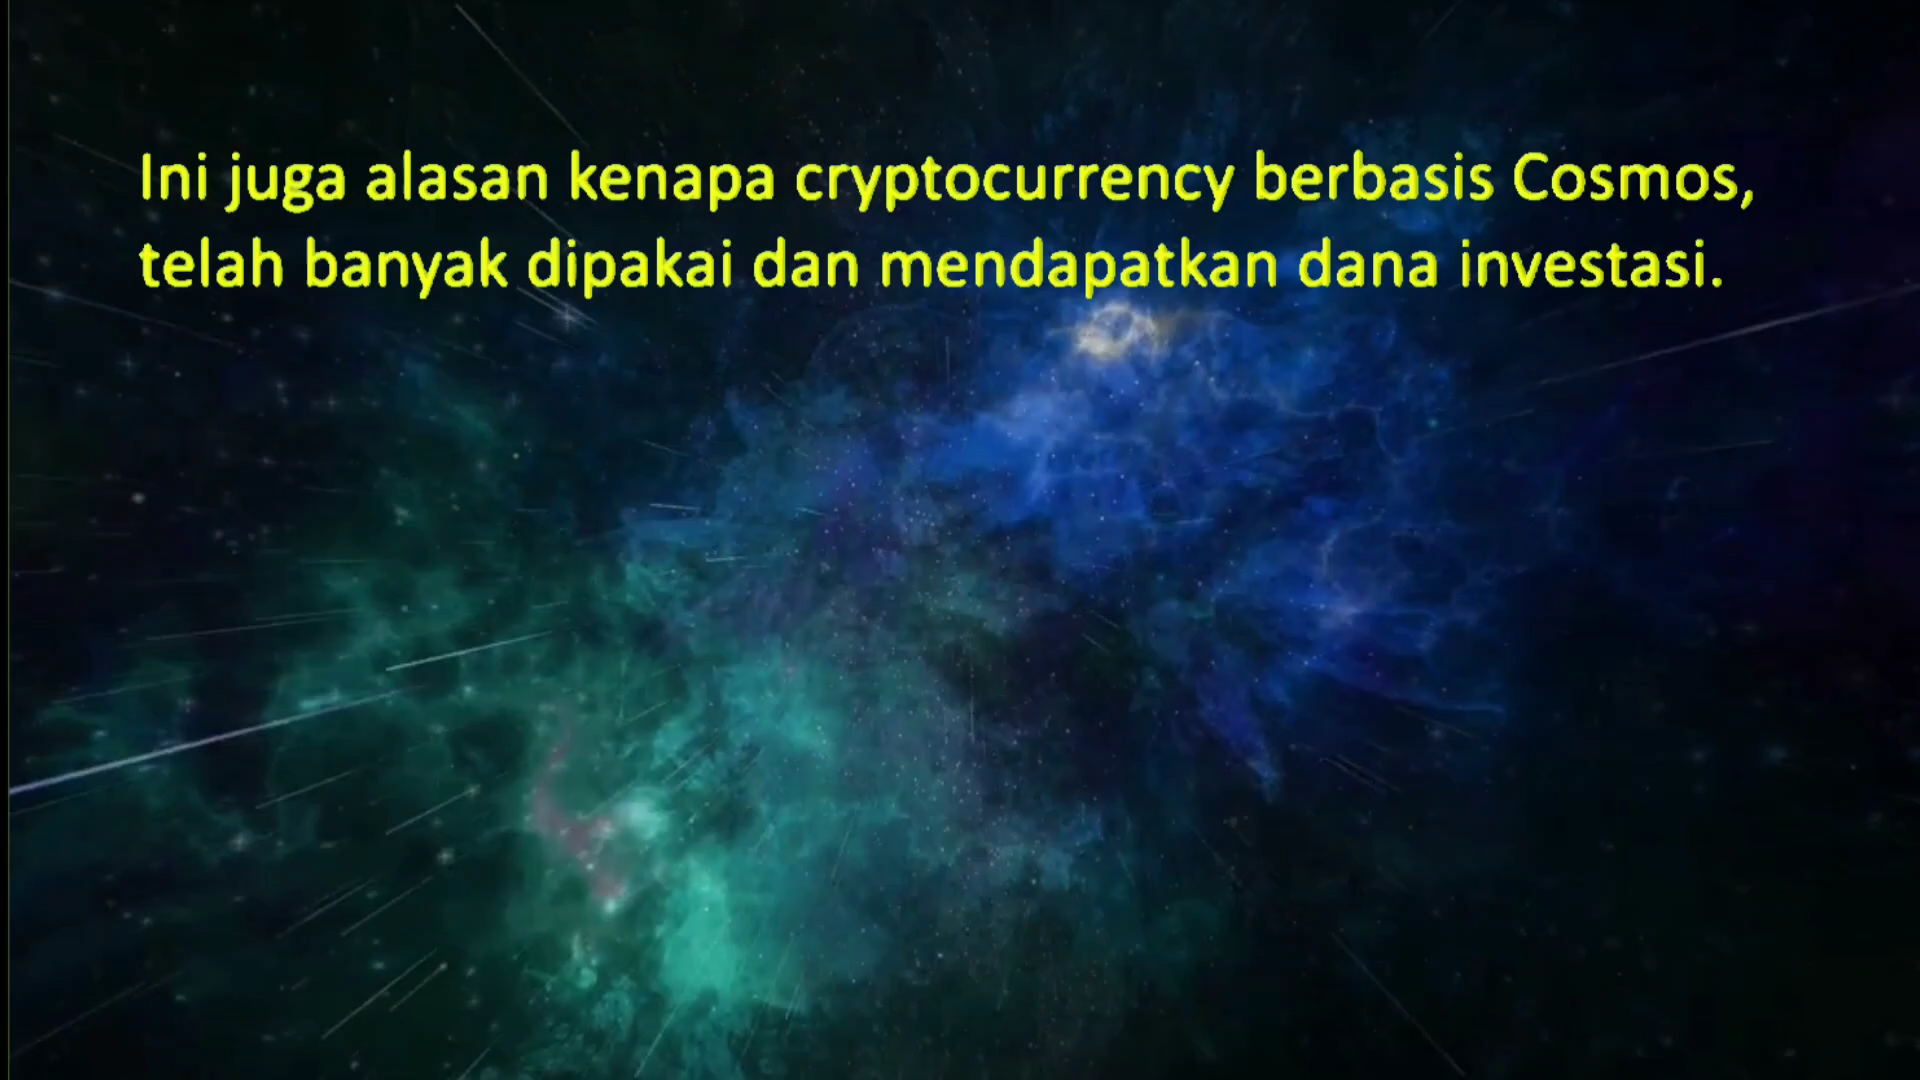 Ini juga alasan kenapa cryptocurrency berbasis Cosmos,
telah banyak dipakai dan mendapatkan dana investasi.